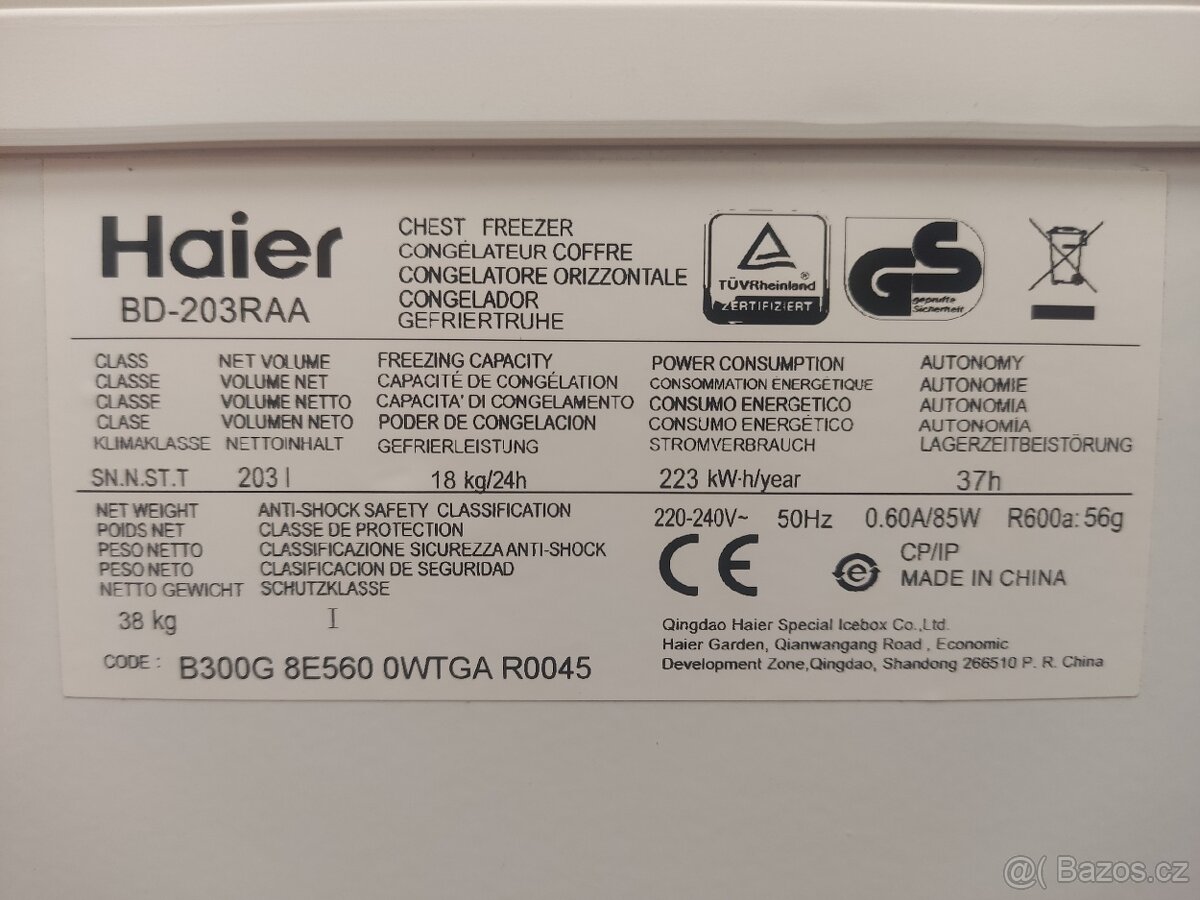 Haier
BD-203RAA
CHEST FREEZER
CONGÉLATEUR COFFRE
CONGELATORE ORIZZONTALE
CONGELADOR
GEFRIERTRUHE
TÜVRheinland®
ZERTIFIZIERT
GS
geprüfte
Sicherheit
CLASS NET VOLUME FREEZING CAPACITY POWER CONSUMPTION AUTONOMY
CLASSE VOLUME NET CAPACITÉ DE CONGÉLATION CONSOMMATION ENERGÉTIQUE AUTONOMIE
CLASSE VOLUME NETTO CAPACITA' DI CONGELAMENTO CONSUMO ENERGETICO AUTONOMIA
CLASE VOLUMEN NETO PODER DE CONGELACION CONSUMO ENERGÉTICO AUTONOMÍA
KLIMAKLASSE NETTOINHALT GEFRIERLEISTUNG STROMVERBRAUCH LAGERZEITBEISTÖRUNG
SN.N.ST.T 203 l 18 kg/24h 223 kW·h/year 37h
NET WEIGHT ANTI-SHOCK SAFETY CLASSIFICATION
POIDS NET CLASSE DE PROTECTION
PESO NETTO CLASSIFICAZIONE SICUREZZA ANTI-SHOCK
PESO NETO CLASIFICACION DE SEGURIDAD
NETTO GEWICHT SCHUTZKLASSE
38 kg I
CODE : B300G 8E560 0WTGA R0045
220-240V~ 50Hz 0.60A/85W R600a: 56g
CE
e CP/IP
MADE IN CHINA
Qingdao Haier Special Icebox Co.,Ltd.
Haier Garden, Qianwangang Road , Economic
Development Zone,Qingdao, Shandong 266510 P. R. China
@( Bazos.cz